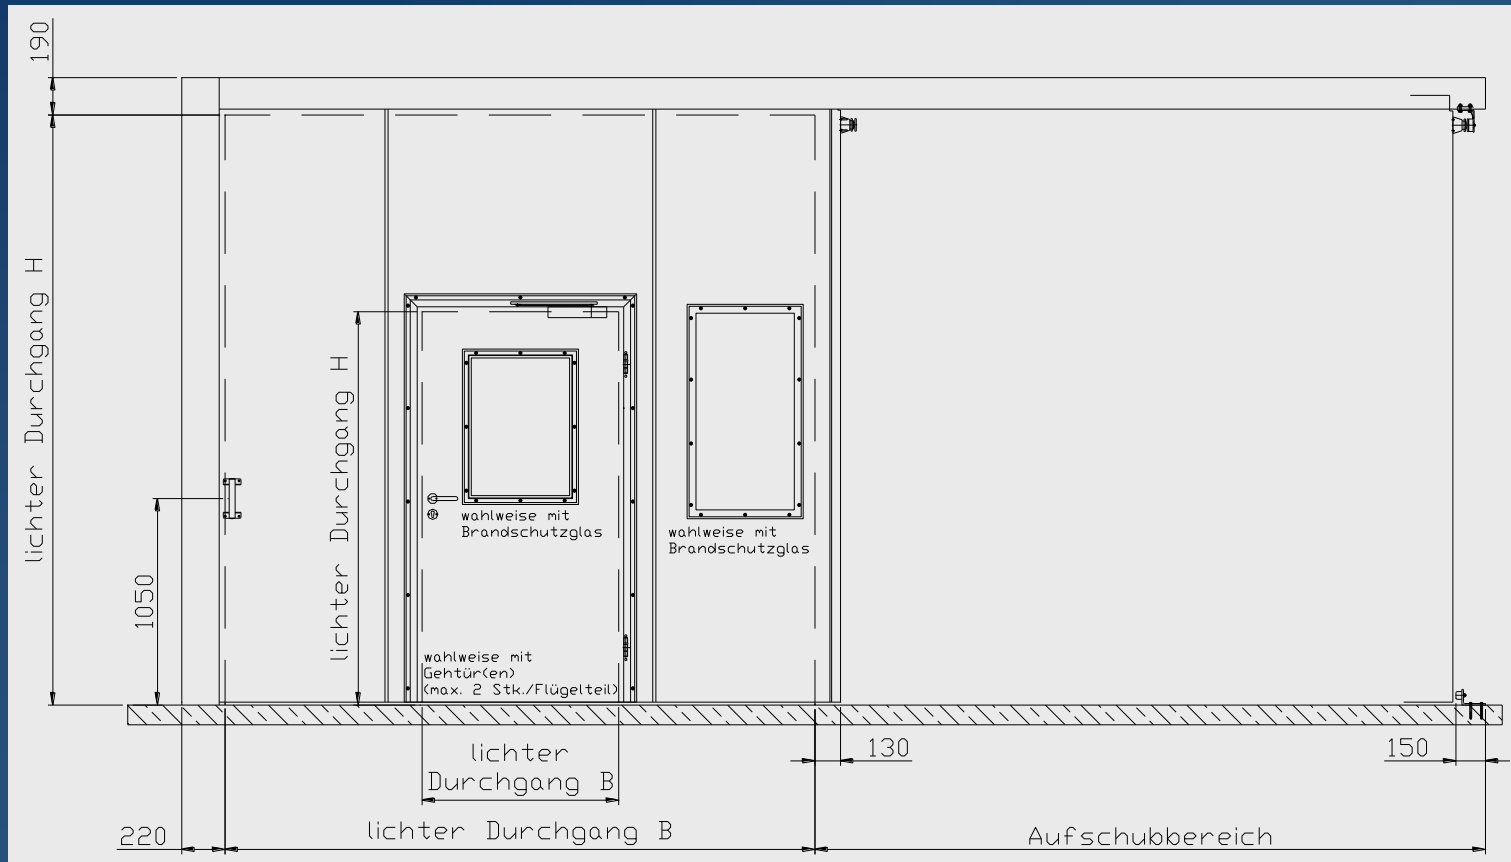 190
lichter Durchgang H
lichter Durchgang H
1050
wahlweise mit
Brandschutzglas
wahlweise mit
Brandschutzglas
wahlweise mit
Gehtür(en)
(max. 2 Stk./Flügelteil)
lichter
Durchgang B
130
150
220
lichter Durchgang B
Aufschubbereich